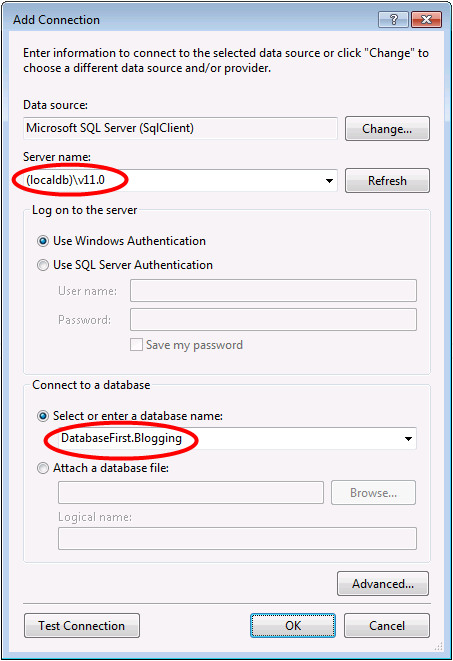 Add Connection
Enter information to connect to the selected data source or click "Change" to
choose a different data source and/or provider.
Data source:
Microsoft SQL Server (SqlClient)
Change...
Server name:
(localdb)\v11.0
Refresh
Log on to the server
Use Windows Authentication
Use SQL Server Authentication
User name:
Password:
Save my password
Connect to a database
Select or enter a database name:
DatabaseFirst.Blogging
Attach a database file:
Browse...
Logical name:
Advanced...
Test Connection
OK
Cancel